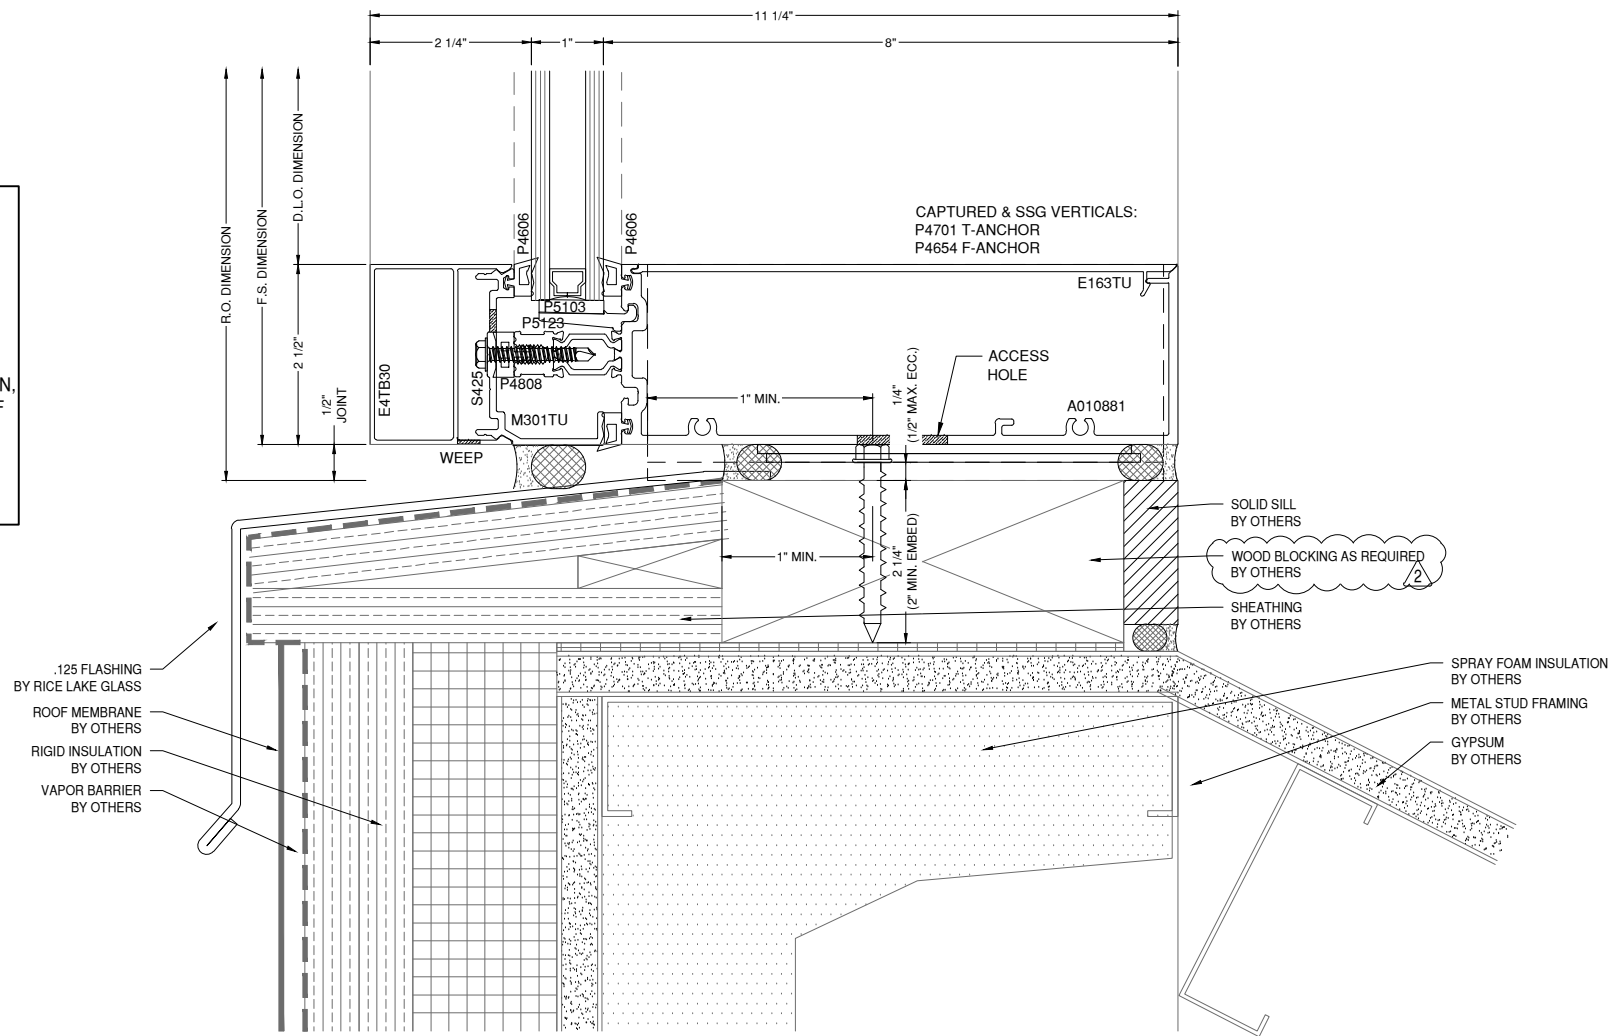 11 1/4"
2 1/4"
1"
8"
R.O. DIMENSION
F.S. DIMENSION
D.L.O. DIMENSION
2 1/2"
1/2"
JOINT
N,
P4606
P4606
CAPTURED & SSG VERTICALS:
P4701 T-ANCHOR
P4654 F-ANCHOR
E163TU
P5103
P5123
E4TB30
S425
P4808
M301TU
WEEP
1" MIN.
1/4"
(1/2" MAX. ECC.)
ACCESS
HOLE
A010881
1" MIN.
2 1/4"
(2" MIN. EMBED)
SOLID SILL
BY OTHERS
WOOD BLOCKING AS REQUIRED
BY OTHERS
2
SHEATHING
BY OTHERS
.125 FLASHING
BY RICE LAKE GLASS
ROOF MEMBRANE
BY OTHERS
RIGID INSULATION
BY OTHERS
VAPOR BARRIER
BY OTHERS
SPRAY FOAM INSULATION
BY OTHERS
METAL STUD FRAMING
BY OTHERS
GYPSUM
BY OTHERS